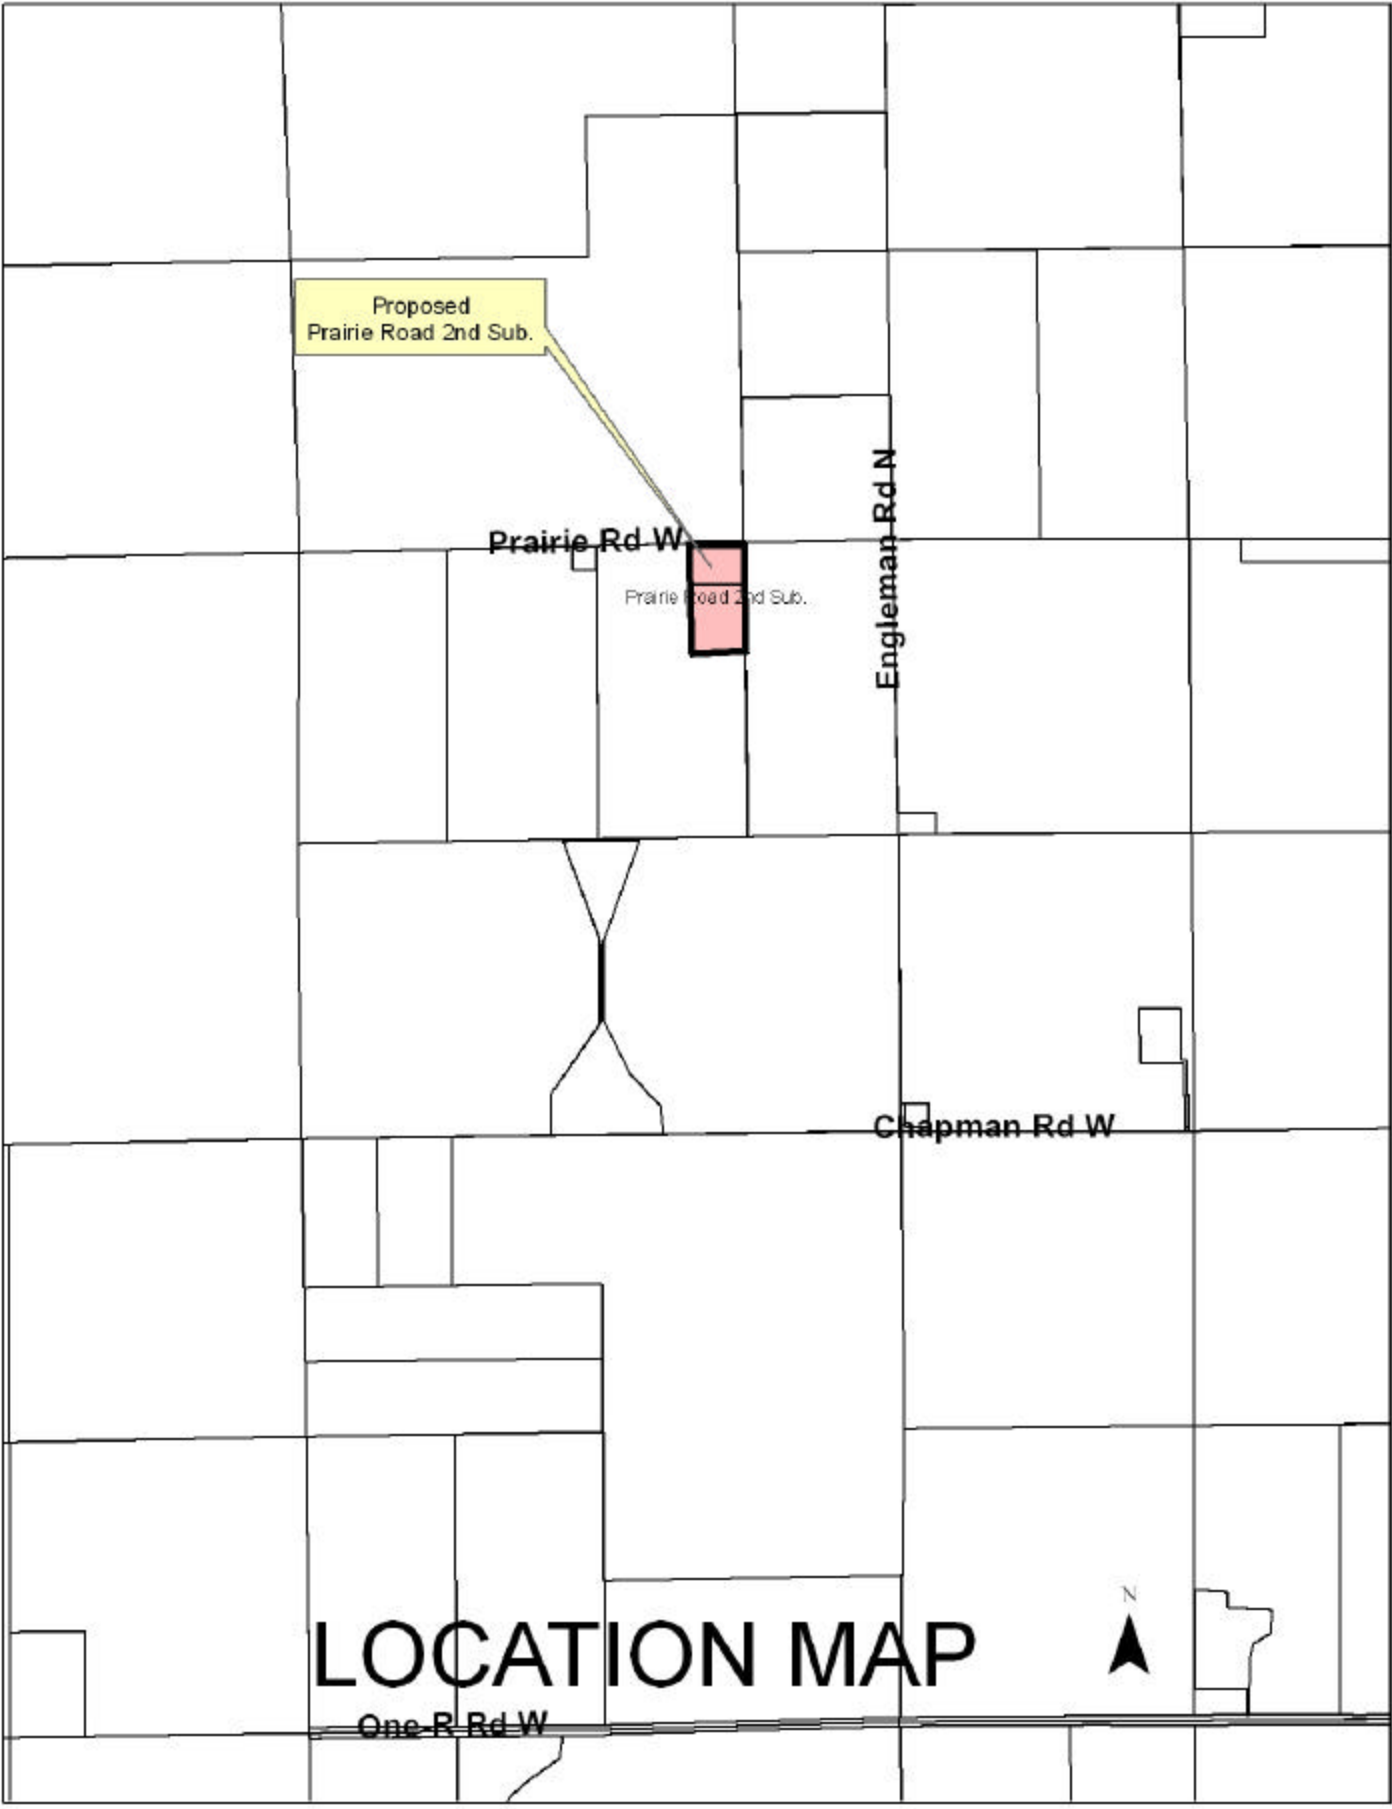 Proposed
Prairie Road 2nd Sub.
Prairie Rd W
Engleman Rd N
Prairie Road 2nd Sub.
Chapman Rd W
N
LOCATION MAP
One-R Rd W